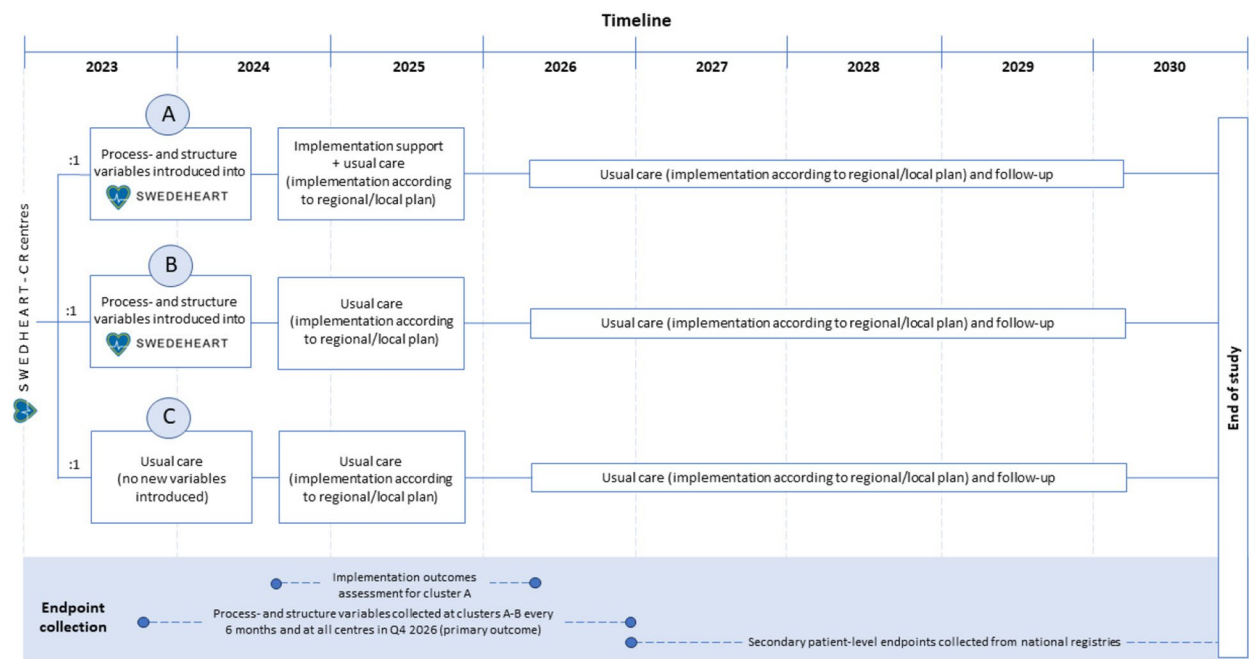 Timeline
2023 2024 2025 2026 2027 2028 2029 2030
SWEDHEART-CR centres
:1
A
Process- and structure
variables introduced into
SWEDEHEART
Implementation support
+ usual care
(implementation according
to regional/local plan)
Usual care (implementation according to regional/local plan) and follow-up
:1
B
Process- and structure
variables introduced into
SWEDEHEART
Usual care
(implementation according
to regional/local plan)
Usual care (implementation according to regional/local plan) and follow-up
:1
C
Usual care
(no new variables
introduced)
Usual care
(implementation according
to regional/local plan)
Usual care (implementation according to regional/local plan) and follow-up
End of study
Endpoint
collection
Implementation outcomes
assessment for cluster A
Process- and structure variables collected at clusters A-B every
6 months and at all centres in Q4 2026 (primary outcome)
Secondary patient-level endpoints collected from national registries